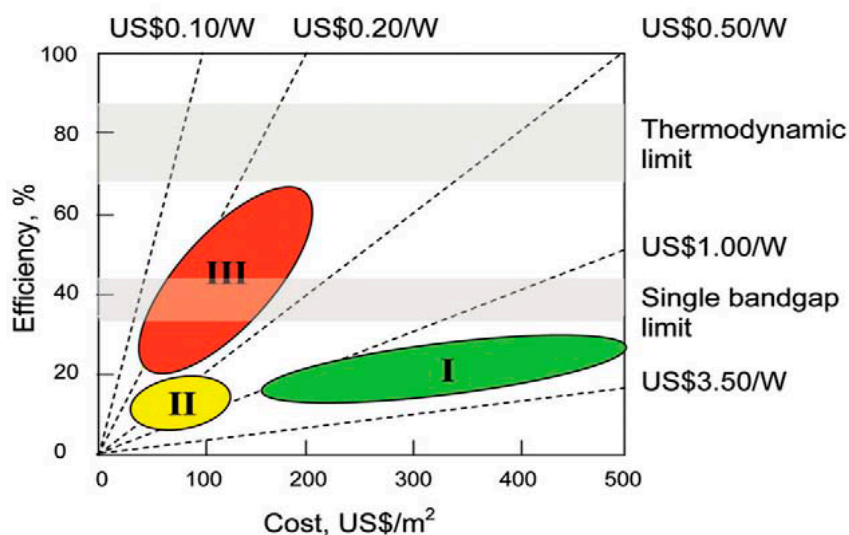 US$0.10/W US$0.20/W US$0.50/W
100
80
60
40
20
0
Efficiency, %
Thermodynamic
limit
US$1.00/W
Single bandgap
limit
US$3.50/W
III
II
I
0 100 200 300 400 500
Cost, US$/m²